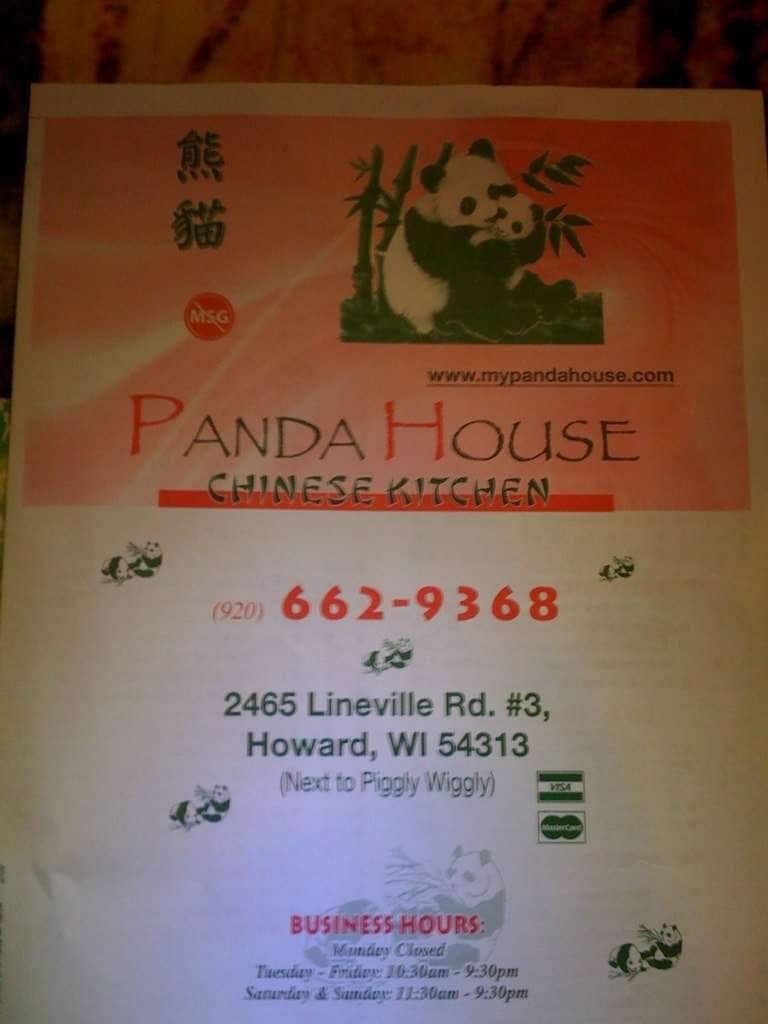 熊
貓
MSG
www.mypandahouse.com
PANDA HOUSE
CHINESE KITCHEN
(920) 662-9368
2465 Lineville Rd. #3,
Howard, WI 54313
(Next to Piggly Wiggly)
VISA
MasterCard
BUSINESS HOURS:
Monday Closed
Tuesday - Friday: 10:30am - 9:30pm
Saturday & Sunday: 11:30am - 9:30pm